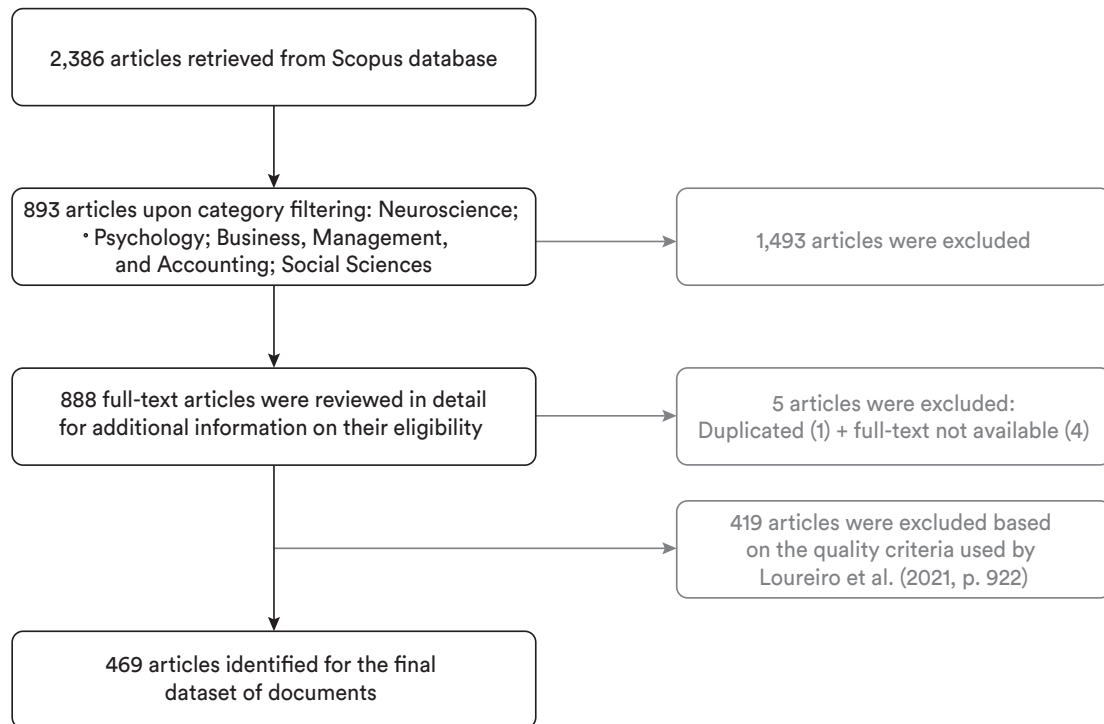 2,386 articles retrieved from Scopus database
893 articles upon category filtering: Neuroscience;
° Psychology; Business, Management,
and Accounting; Social Sciences
1,493 articles were excluded
888 full-text articles were reviewed in detail
for additional information on their eligibility
5 articles were excluded:
Duplicated (1) + full-text not available (4)
419 articles were excluded based
on the quality criteria used by
Loureiro et al. (2021, p. 922)
469 articles identified for the final
dataset of documents